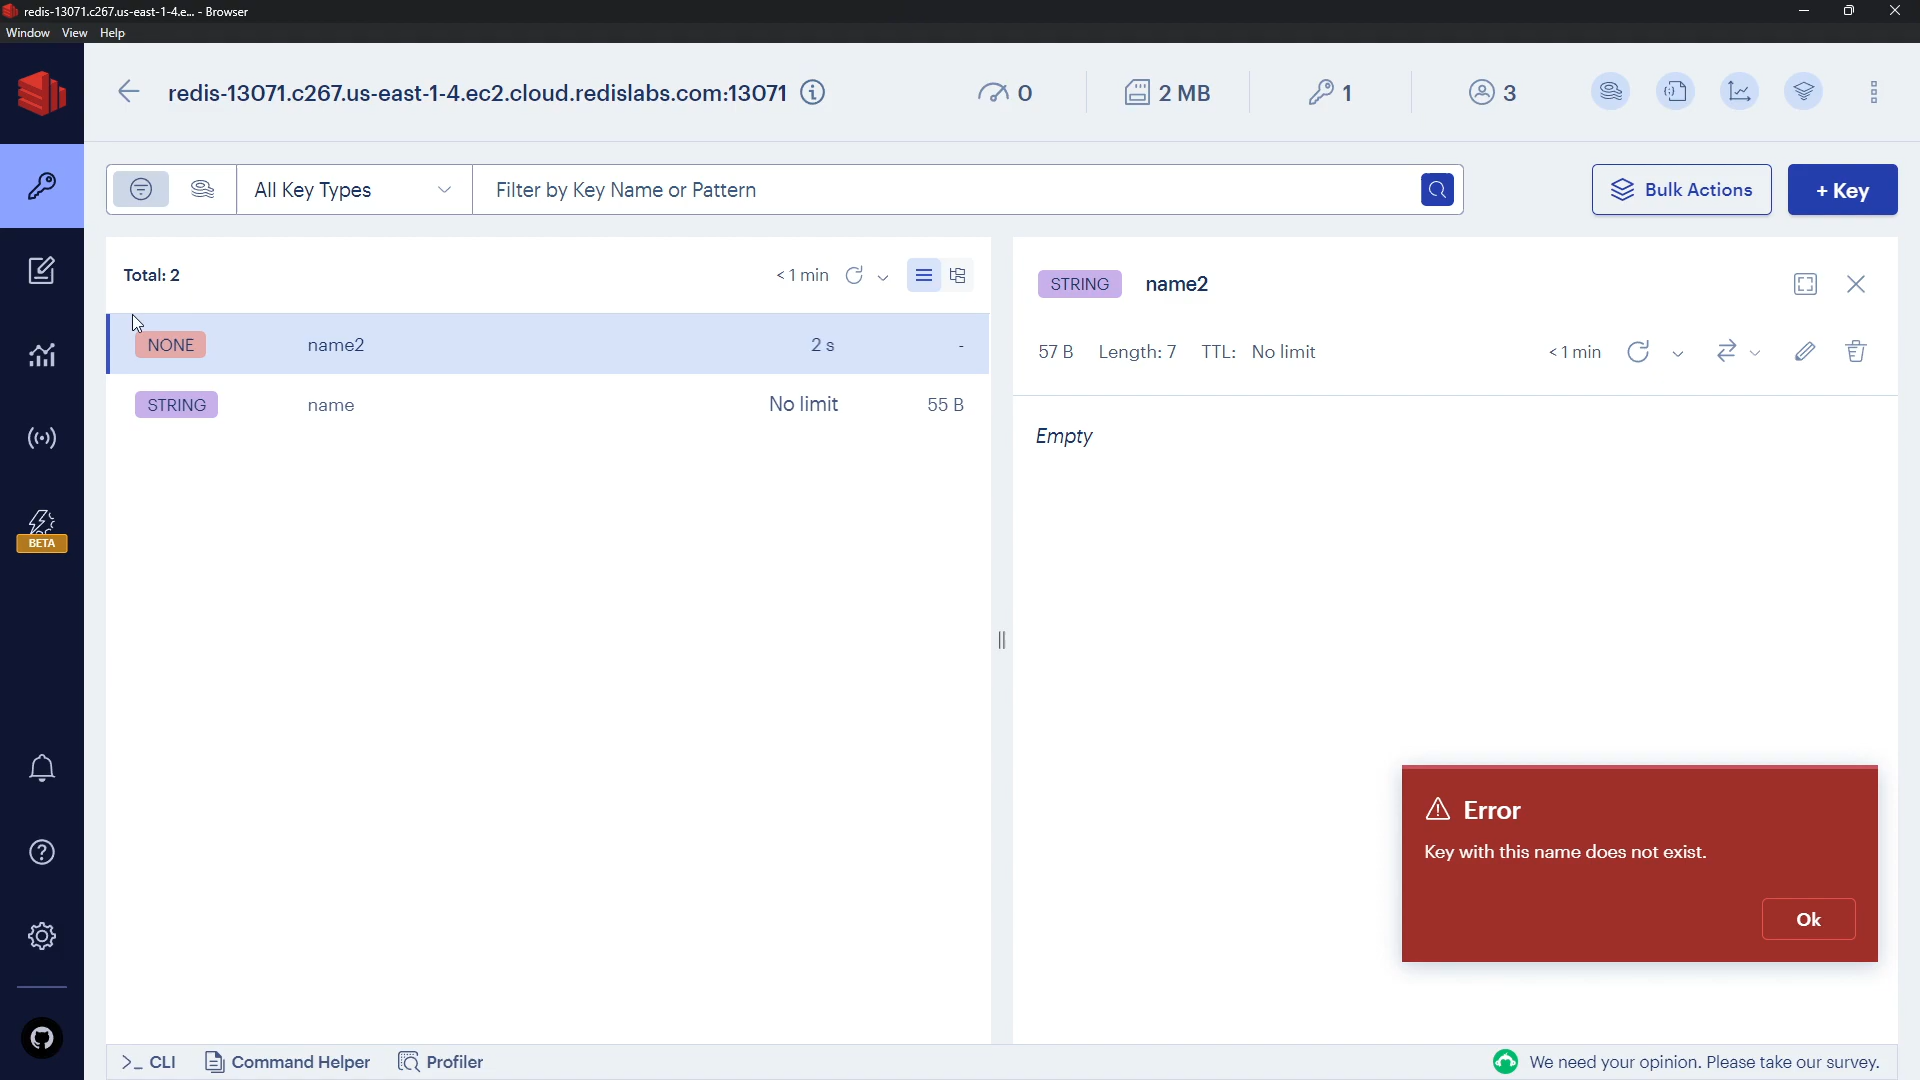 redis-13071.c267.us-east-1-4.e... - Browser
Window View Help
redis-13071.c267.us-east-1-4.ec2.cloud.redislabs.com:13071
0
2 MB
1
3
All Key Types
Filter by Key Name or Pattern
Bulk Actions
+ Key
Total: 2
< 1 min
NONE name2 2 s -
STRING name No limit 55 B
STRING name2
57 B Length: 7 TTL: No limit
< 1 min
Empty
BETA
Error
Key with this name does not exist.
Ok
>_ CLI
Command Helper
Profiler
We need your opinion. Please take our survey.